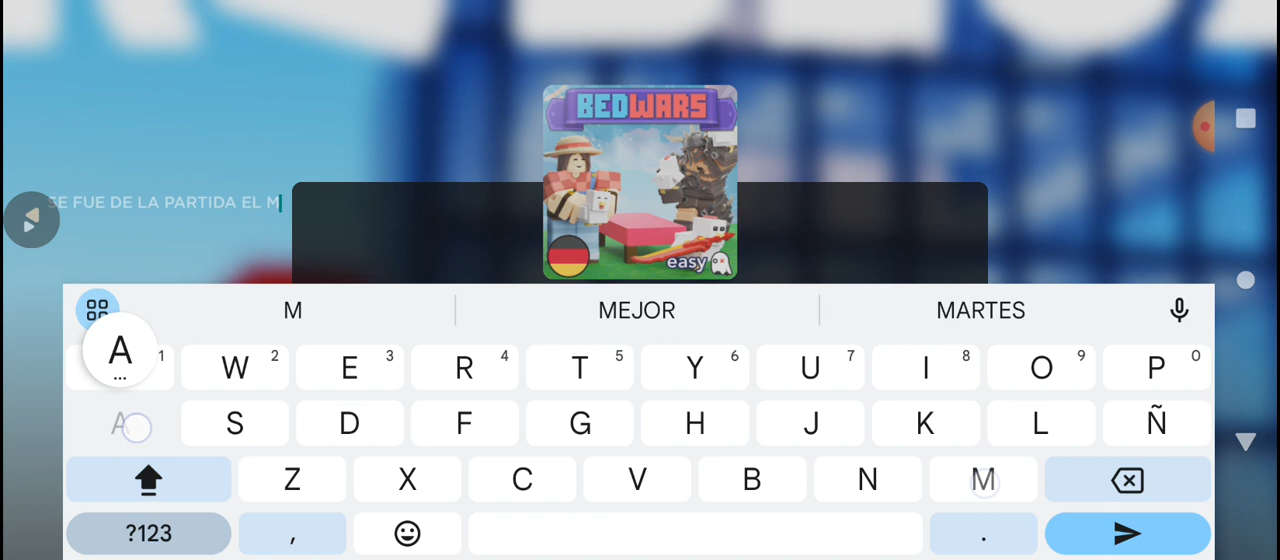 BEDWARS
SE FUE DE LA PARTIDA EL M
easy
M MEJOR MARTES
A
...
1 W 2 E 3 R 4 T 5 Y 6 U 7 I 8 O 9 P 0
A S D F G H J K L Ñ
Z X C V B N M
?123 , .